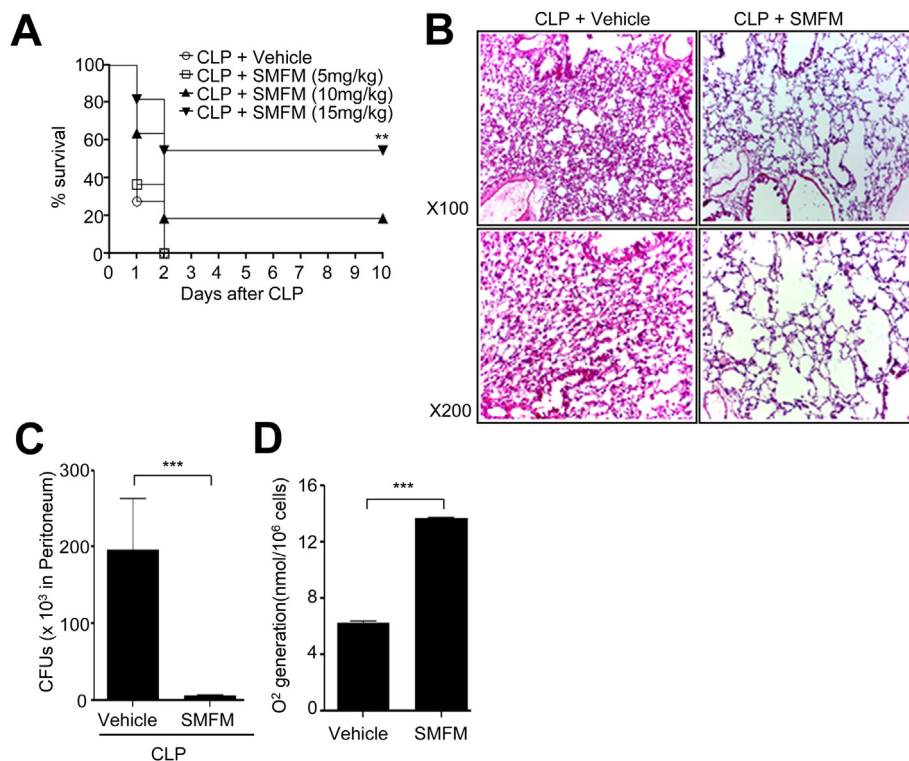 A
CLP + Vehicle
CLP + SMFM (5mg/kg)
CLP + SMFM (10mg/kg)
CLP + SMFM (15mg/kg)
100
80
60
40
20
0
% survival
**
0 1 2 3 4 5 6 7 8 9 10
Days after CLP
B
CLP + Vehicle
CLP + SMFM
X100
X200
C
***
300
200
100
0
CFUs (x 10³ in Peritoneum)
Vehicle SMFM
CLP
D
***
16
12
8
4
0
O² generation(nmol/10⁶ cells)
Vehicle SMFM